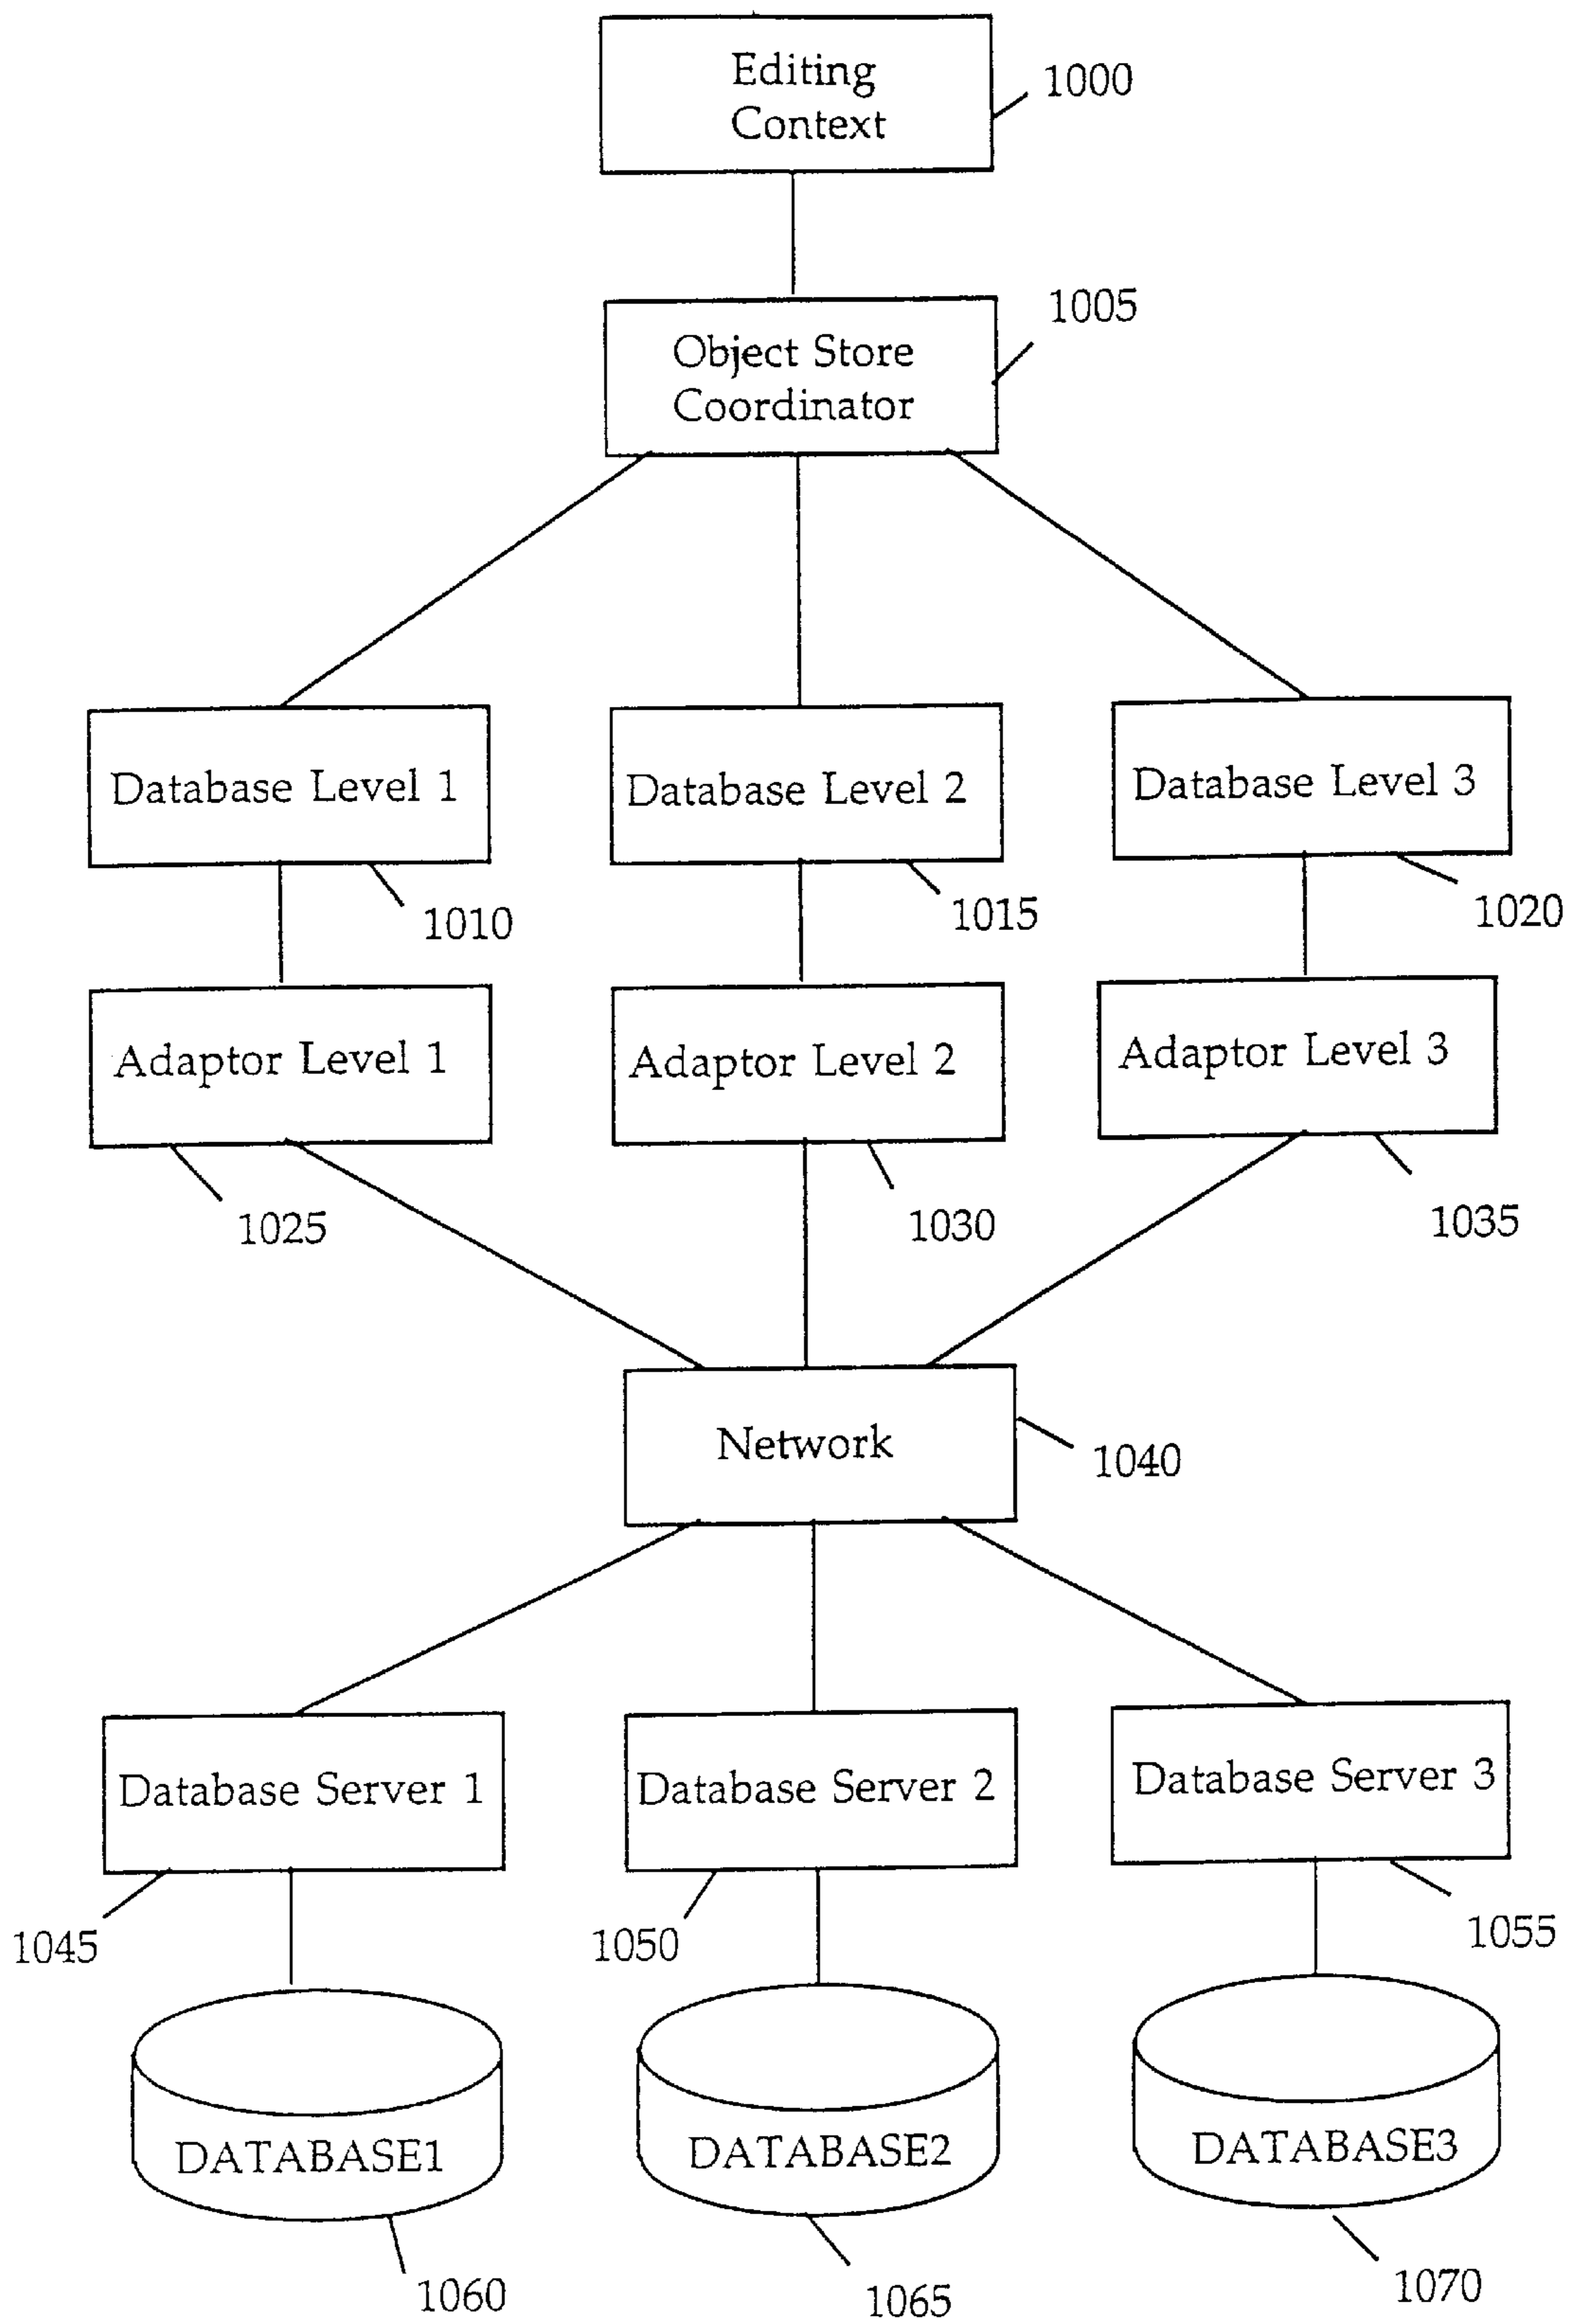 Editing
Context
1000
1005
Object Store
Coordinator
Database Level 1
Database Level 2
Database Level 3
1010
1015
1020
Adaptor Level 1
Adaptor Level 2
Adaptor Level 3
1025
1030
1035
Network
1040
Database Server 1
Database Server 2
Database Server 3
1045
1050
1055
DATABASE1
DATABASE2
DATABASE3
1060
1065
1070